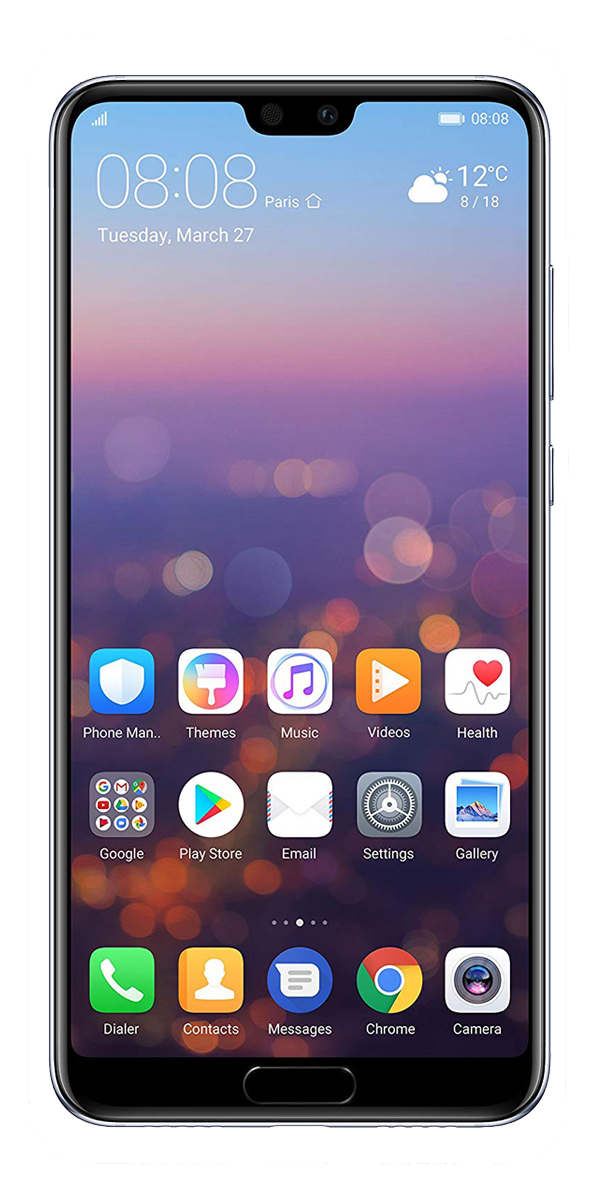 08:08
08:08 Paris
12°C
8 / 18
Tuesday, March 27
Phone Man.. Themes Music Videos Health
Google Play Store Email Settings Gallery
Dialer Contacts Messages Chrome Camera